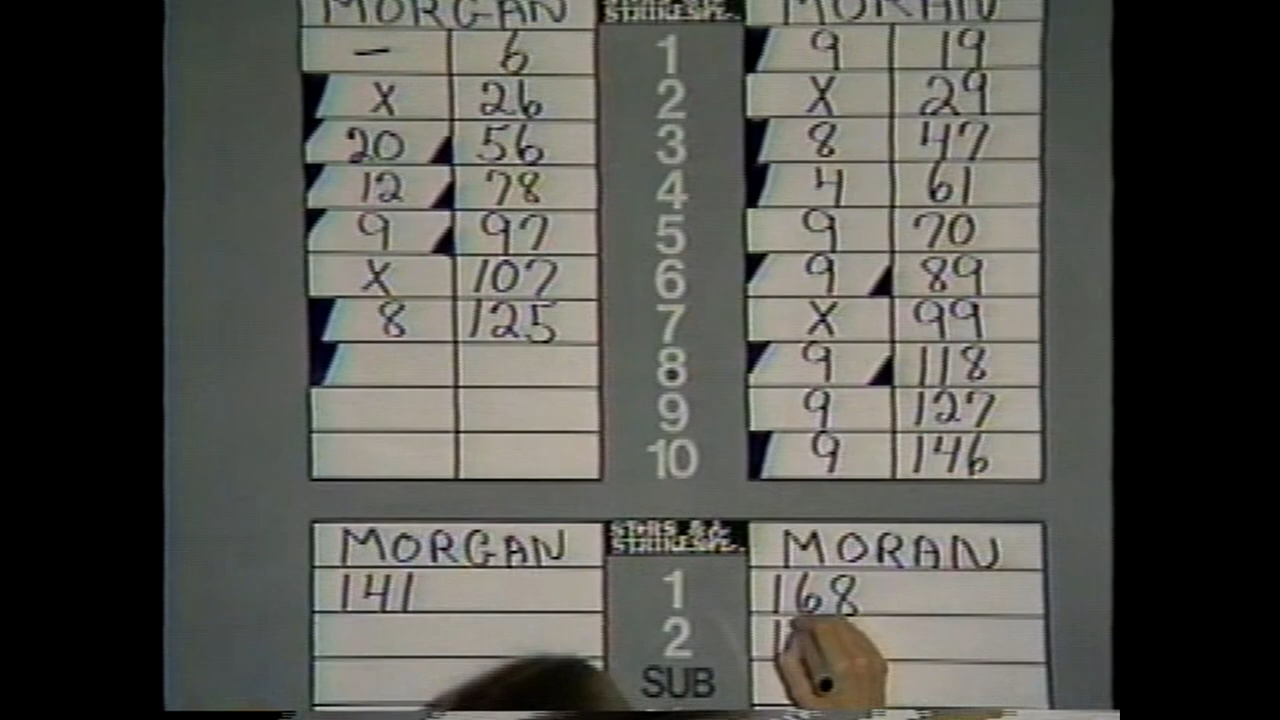 MORGAN MORAN
– 6 1 9 19
X 26 2 X 29
20 56 3 8 47
12 78 4 4 61
9 97 5 9 70
X 107 6 9 89
8 125 7 X 99
8 9 118
9 9 127
10 9 146
MORGAN MORAN
141 1 168
2 1
SUB